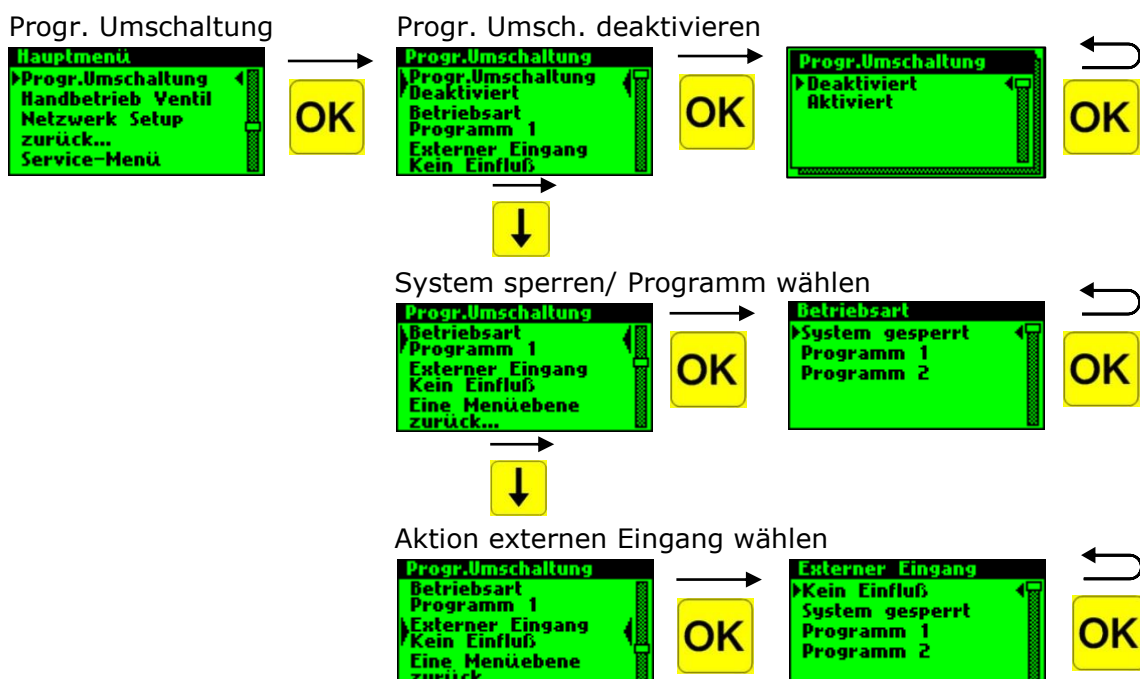 Progr. Umschaltung
Hauptmenü
Progr.Umschaltung
Handbetrieb Ventil
Netzwerk Setup
zurück...
Service-Menü
OK
Progr. Umsch. deaktivieren
Progr.Umschaltung
Progr.Umschaltung
Deaktiviert
Betriebsart
Programm 1
Externer Eingang
Kein Einfluß
OK
Progr.Umschaltung
Deaktiviert
Aktiviert
OK
System sperren/ Programm wählen
Progr.Umschaltung
Betriebsart
Programm 1
Externer Eingang
Kein Einfluß
Eine Menüebene
zurück...
OK
Betriebsart
System gesperrt
Programm 1
Programm 2
OK
Aktion externen Eingang wählen
Progr.Umschaltung
Betriebsart
Programm 1
Externer Eingang
Kein Einfluß
Eine Menüebene
zurück
OK
Externer Eingang
Kein Einfluß
System gesperrt
Programm 1
Programm 2
OK